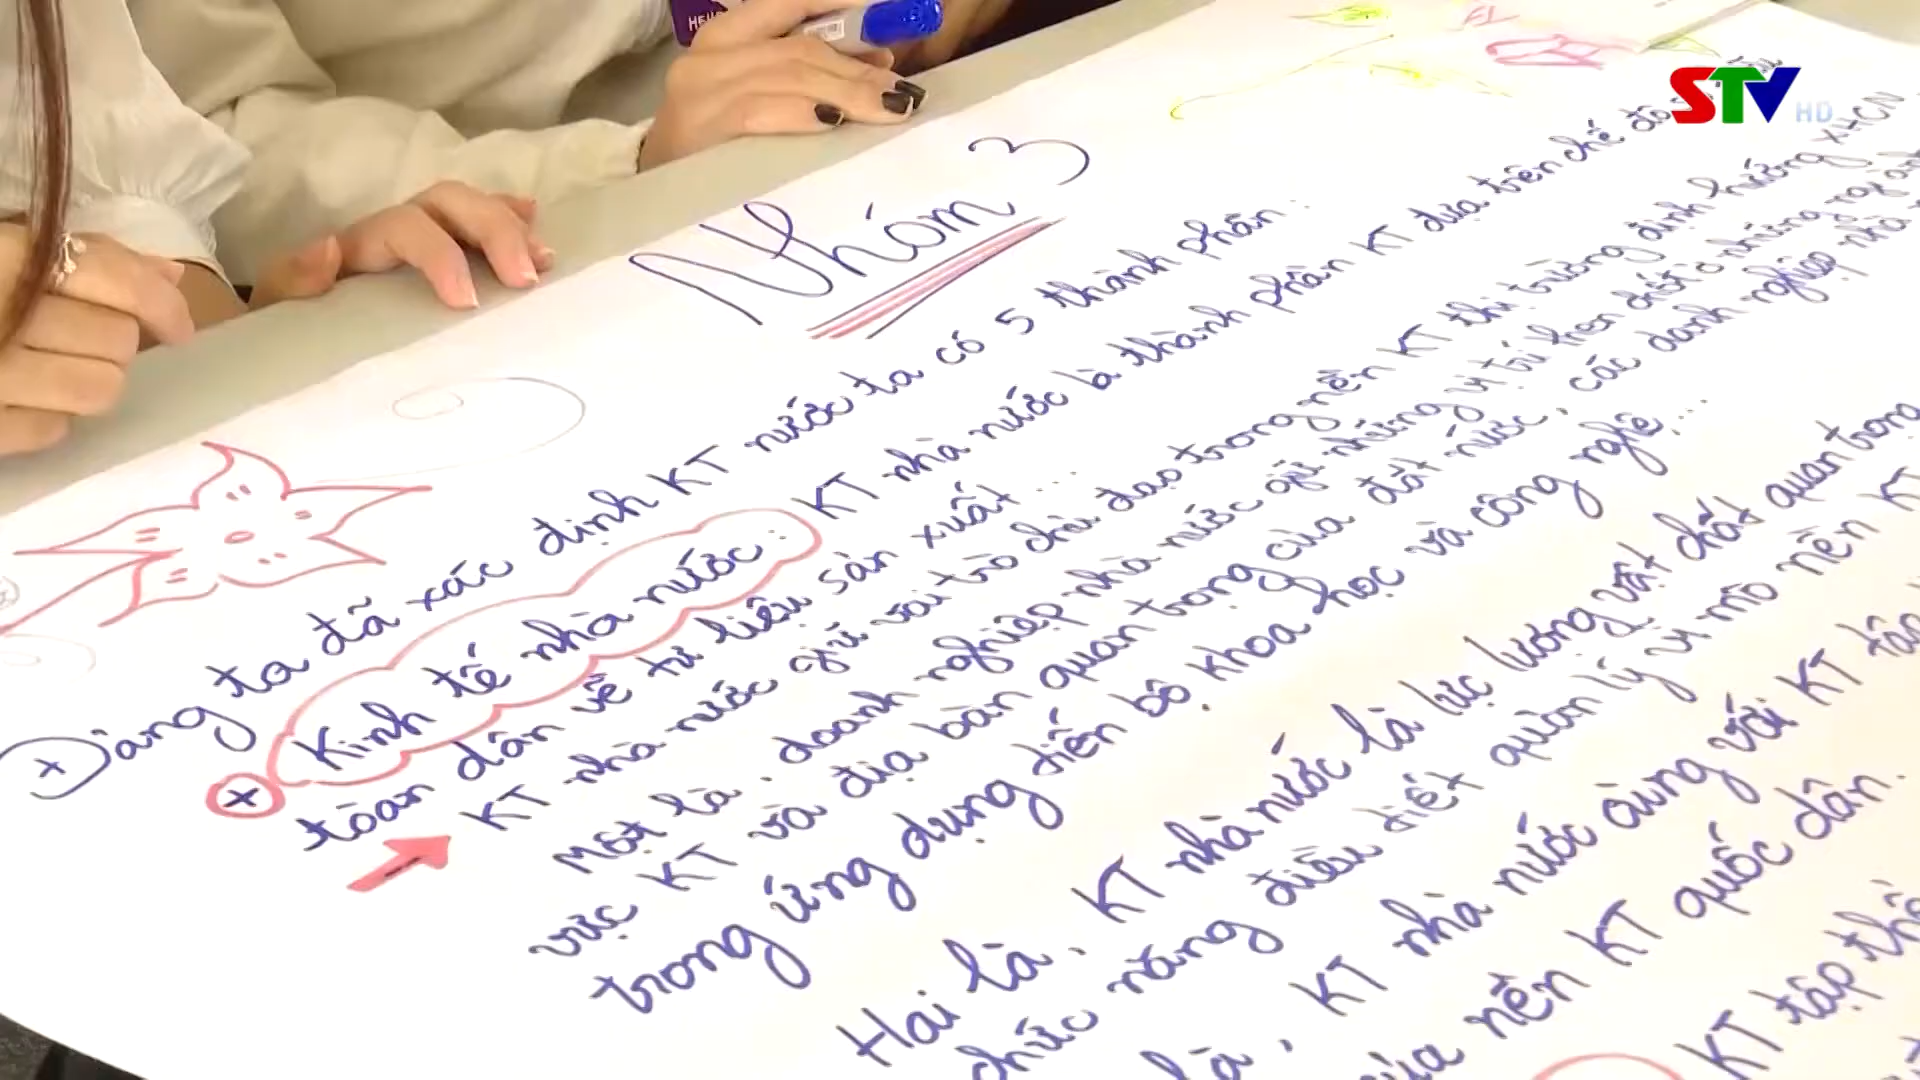 STV HD
Nhóm 3
+ Đảng ta đã xác định KT nước ta có 5 thành phần:
+ Kinh tế nhà nước: KT nhà nước là thành phần KT dựa trên chế độ
toàn dân về tư liệu sản xuất...
KT nhà nước giữ vai trò chủ đạo trong nền KT thị trường định hướng XHCN
Một là, doanh nghiệp nhà nước giữ những vị trí then chốt ở những ngành
vực KT và địa bàn quan trọng của đất nước, các danh nghiệp nhà
trong ứng dụng tiến bộ khoa học và công nghệ...
Hai là, KT nhà nước là lực lượng vật chất quan trọng
chức năng điều tiết quản lý vĩ mô nền KT
là, KT nhà nước cùng với KT tập
của nền KT quốc dân.
KT tập thể